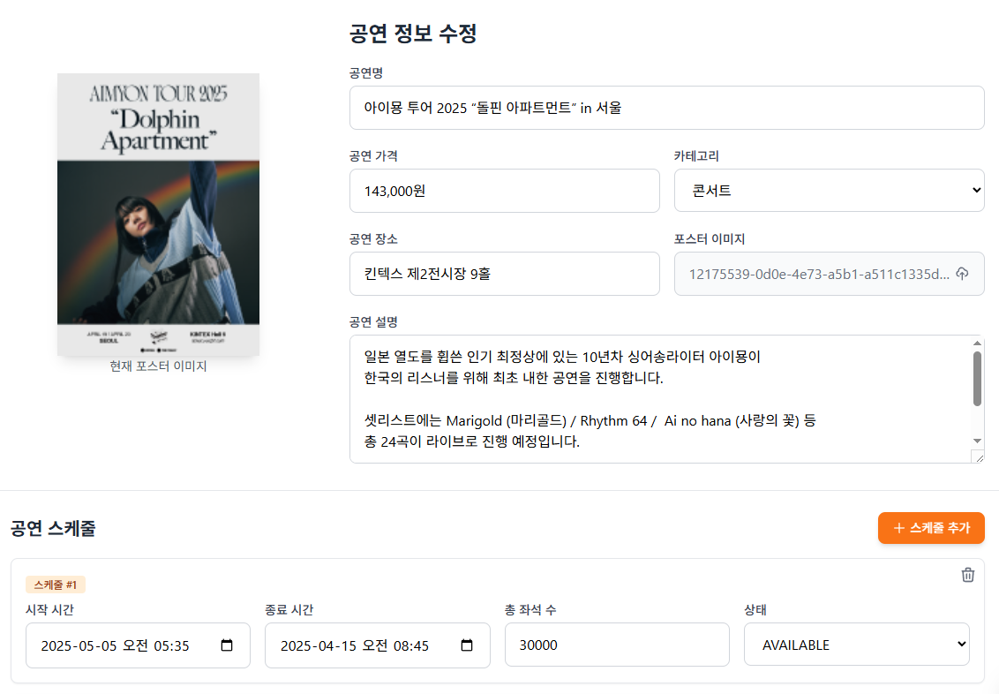 공연 정보 수정
AIMYON TOUR 2025
“Dolphin
Apartment”
SEOUL
KINTEX Hall 9
현재 포스터 이미지
공연명
아이묭 투어 2025 “돌핀 아파트먼트” in 서울
공연 가격
카테고리
143,000원
콘서트
공연 장소
포스터 이미지
킨텍스 제2전시장 9홀
12175539-0d0e-4e73-a5b1-a511c1335d...
공연 설명
일본 열도를 휩쓴 인기 최정상에 있는 10년차 싱어송라이터 아이묭이
한국의 리스너를 위해 최초 내한 공연을 진행합니다.
셋리스트에는 Marigold (마리골드) / Rhythm 64 /  Ai no hana (사랑의 꽃) 등
총 24곡이 라이브로 진행 예정입니다.
공연 스케줄
+ 스케줄 추가
스케줄 #1
시작 시간
종료 시간
총 좌석 수
상태
2025-05-05 오전 05:35
2025-04-15 오전 08:45
30000
AVAILABLE